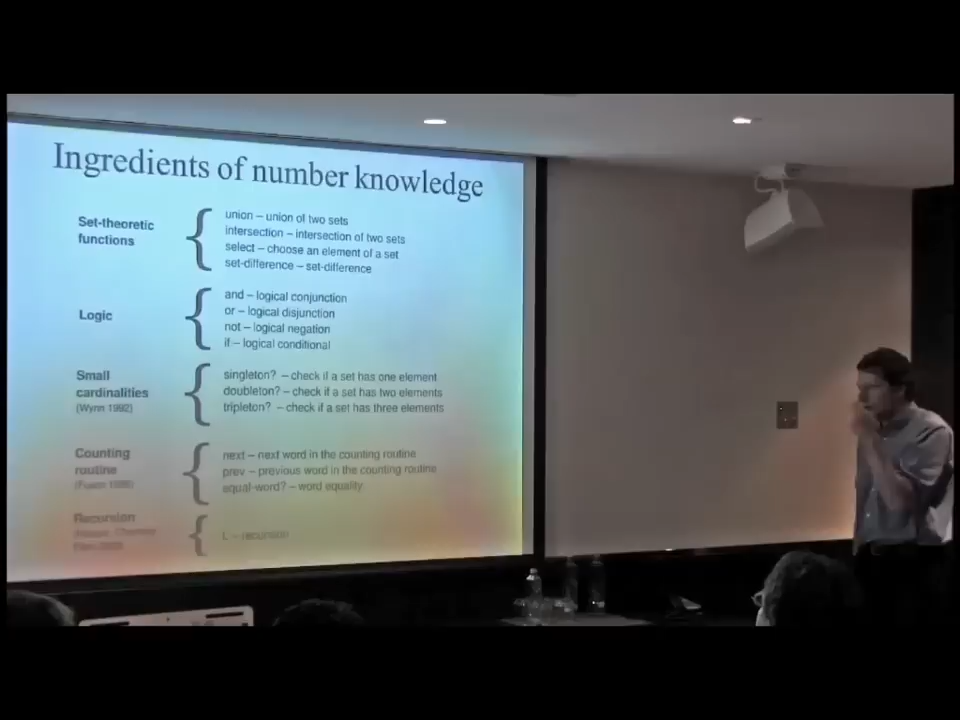 Ingredients of number knowledge
Set-theoretic
functions
union – union of two sets
intersection – intersection of two sets
select – choose an element of a set
set-difference – set-difference
Logic
and – logical conjunction
or – logical disjunction
not – logical negation
if – logical conditional
Small
cardinalities
(Wynn 1992)
singleton? – check if a set has one element
doubleton? – check if a set has two elements
tripleton? – check if a set has three elements
Counting
routine
next – next word in the counting routine
prev – previous word in the counting routine
equal-word? – word equality
Recursion
L – recursion